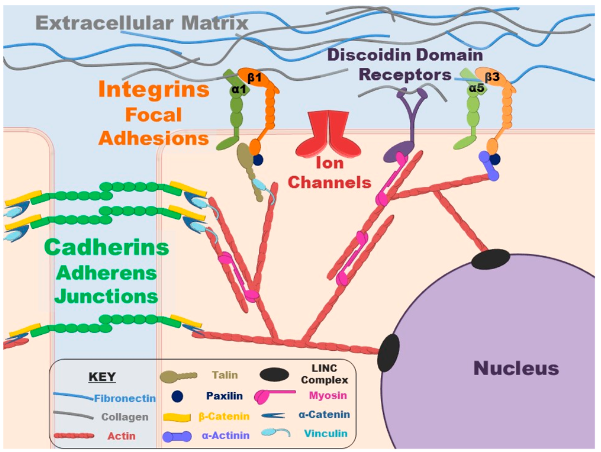 Extracellular Matrix
Discoidin Domain
Receptors
β1
α1
β3
α5
Integrins
Focal
Adhesions
Ion
Channels
Cadherins
Adherens
Junctions
Nucleus
KEY
Fibronectin
Collagen
Actin
Talin
Paxilin
β-Catenin
α-Actinin
LINC
Complex
Myosin
α-Catenin
Vinculin